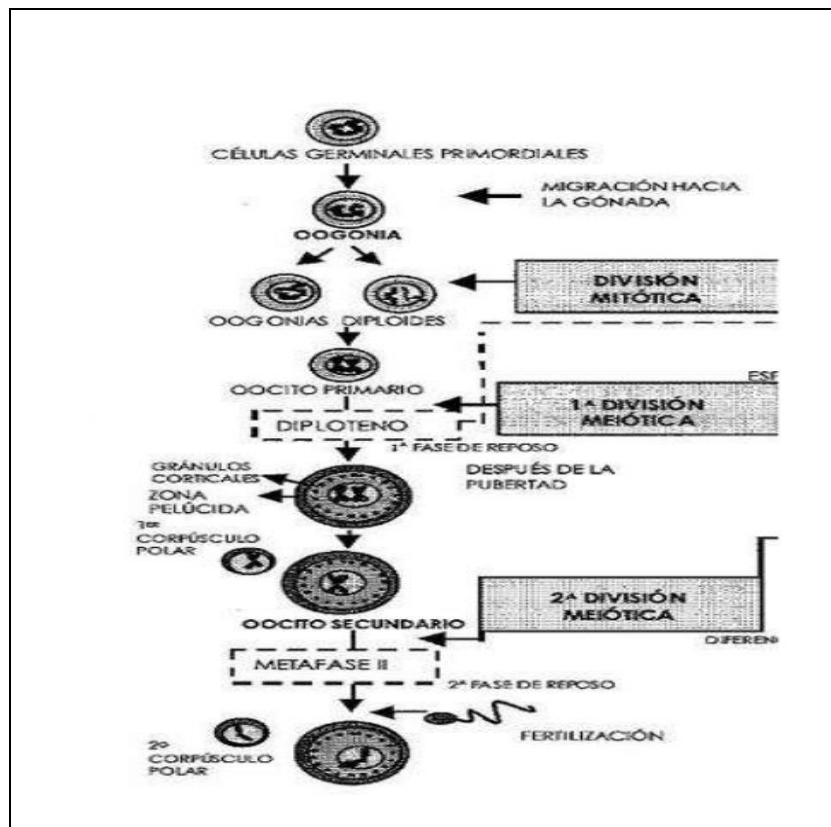 CÉLULAS GERMINALES PRIMORDIALES
MIGRACIÓN HACIA
LA GÓNADA
OOGONIA
DIVISIÓN
MITÓTICA
OOGONIAS DIPLOIDES
OOCITO PRIMARIO
ESP
1ª DIVISIÓN
MEIÓTICA
DIPLOTENO
1ª FASE DE REPOSO
GRÁNULOS
CORTICALES
ZONA
PELÚCIDA
DESPUÉS DE LA
PUBERTAD
1er
CORPÚSCULO
POLAR
2ª DIVISIÓN
MEIÓTICA
OOCITO SECUNDARIO
DIFEREN
METAFASE II
2ª FASE DE REPOSO
FERTILIZACIÓN
2º
CORPÚSCULO
POLAR